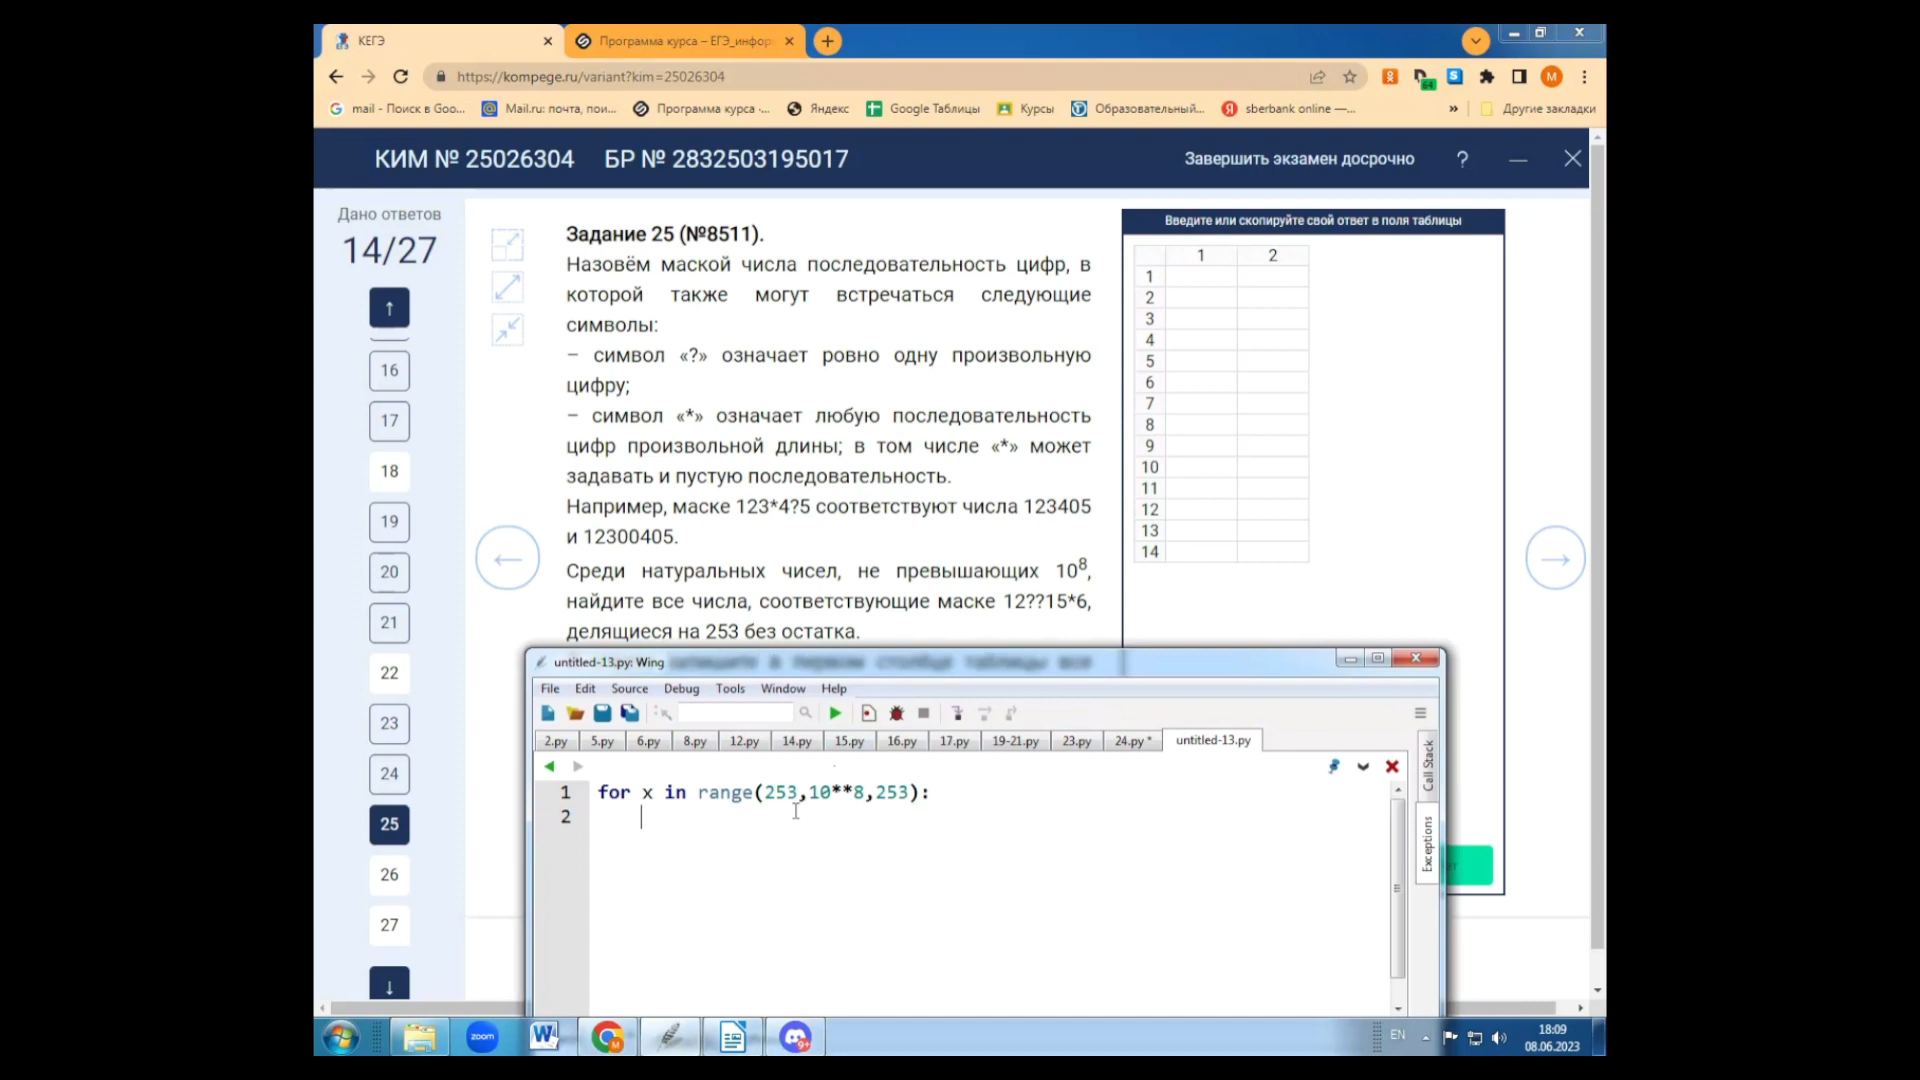 КЕГЭ
Программа курса – ЕГЭ_инфор
https://kompege.ru/variant?kim=25026304
mail - Поиск в Goo...
Mail.ru: почта, пои...
Программа курса ·...
Яндекс
Google Таблицы
Курсы
Образовательный...
sberbank online —...
»
Другие закладки
КИМ № 25026304 БР № 2832503195017
Завершить экзамен досрочно
?
Дано ответов
14/27
↑
16
17
18
19
20
21
22
23
24
25
26
27
↓
Задание 25 (№8511).
Назовём маской числа последовательность цифр, в
которой также могут встречаться следующие
символы:
– символ «?» означает ровно одну произвольную
цифру;
– символ «*» означает любую последовательность
цифр произвольной длины; в том числе «*» может
задавать и пустую последовательность.
Например, маске 123*4?5 соответствуют числа 123405
и 12300405.
Среди натуральных чисел, не превышающих 10⁸,
найдите все числа, соответствующие маске 12??15*6,
делящиеся на 253 без остатка.
Введите или скопируйте свой ответ в поля таблицы
1 2
1
2
3
4
5
6
7
8
9
10
11
12
13
14
untitled-13.py: Wing
File Edit Source Debug Tools Window Help
2.py 5.py 6.py 8.py 12.py 14.py 15.py 16.py 17.py 19-21.py 23.py 24.py * untitled-13.py
1 for x in range(253,10**8,253):
2
Call Stack
Exceptions
zoom
EN
18:09
08.06.2023